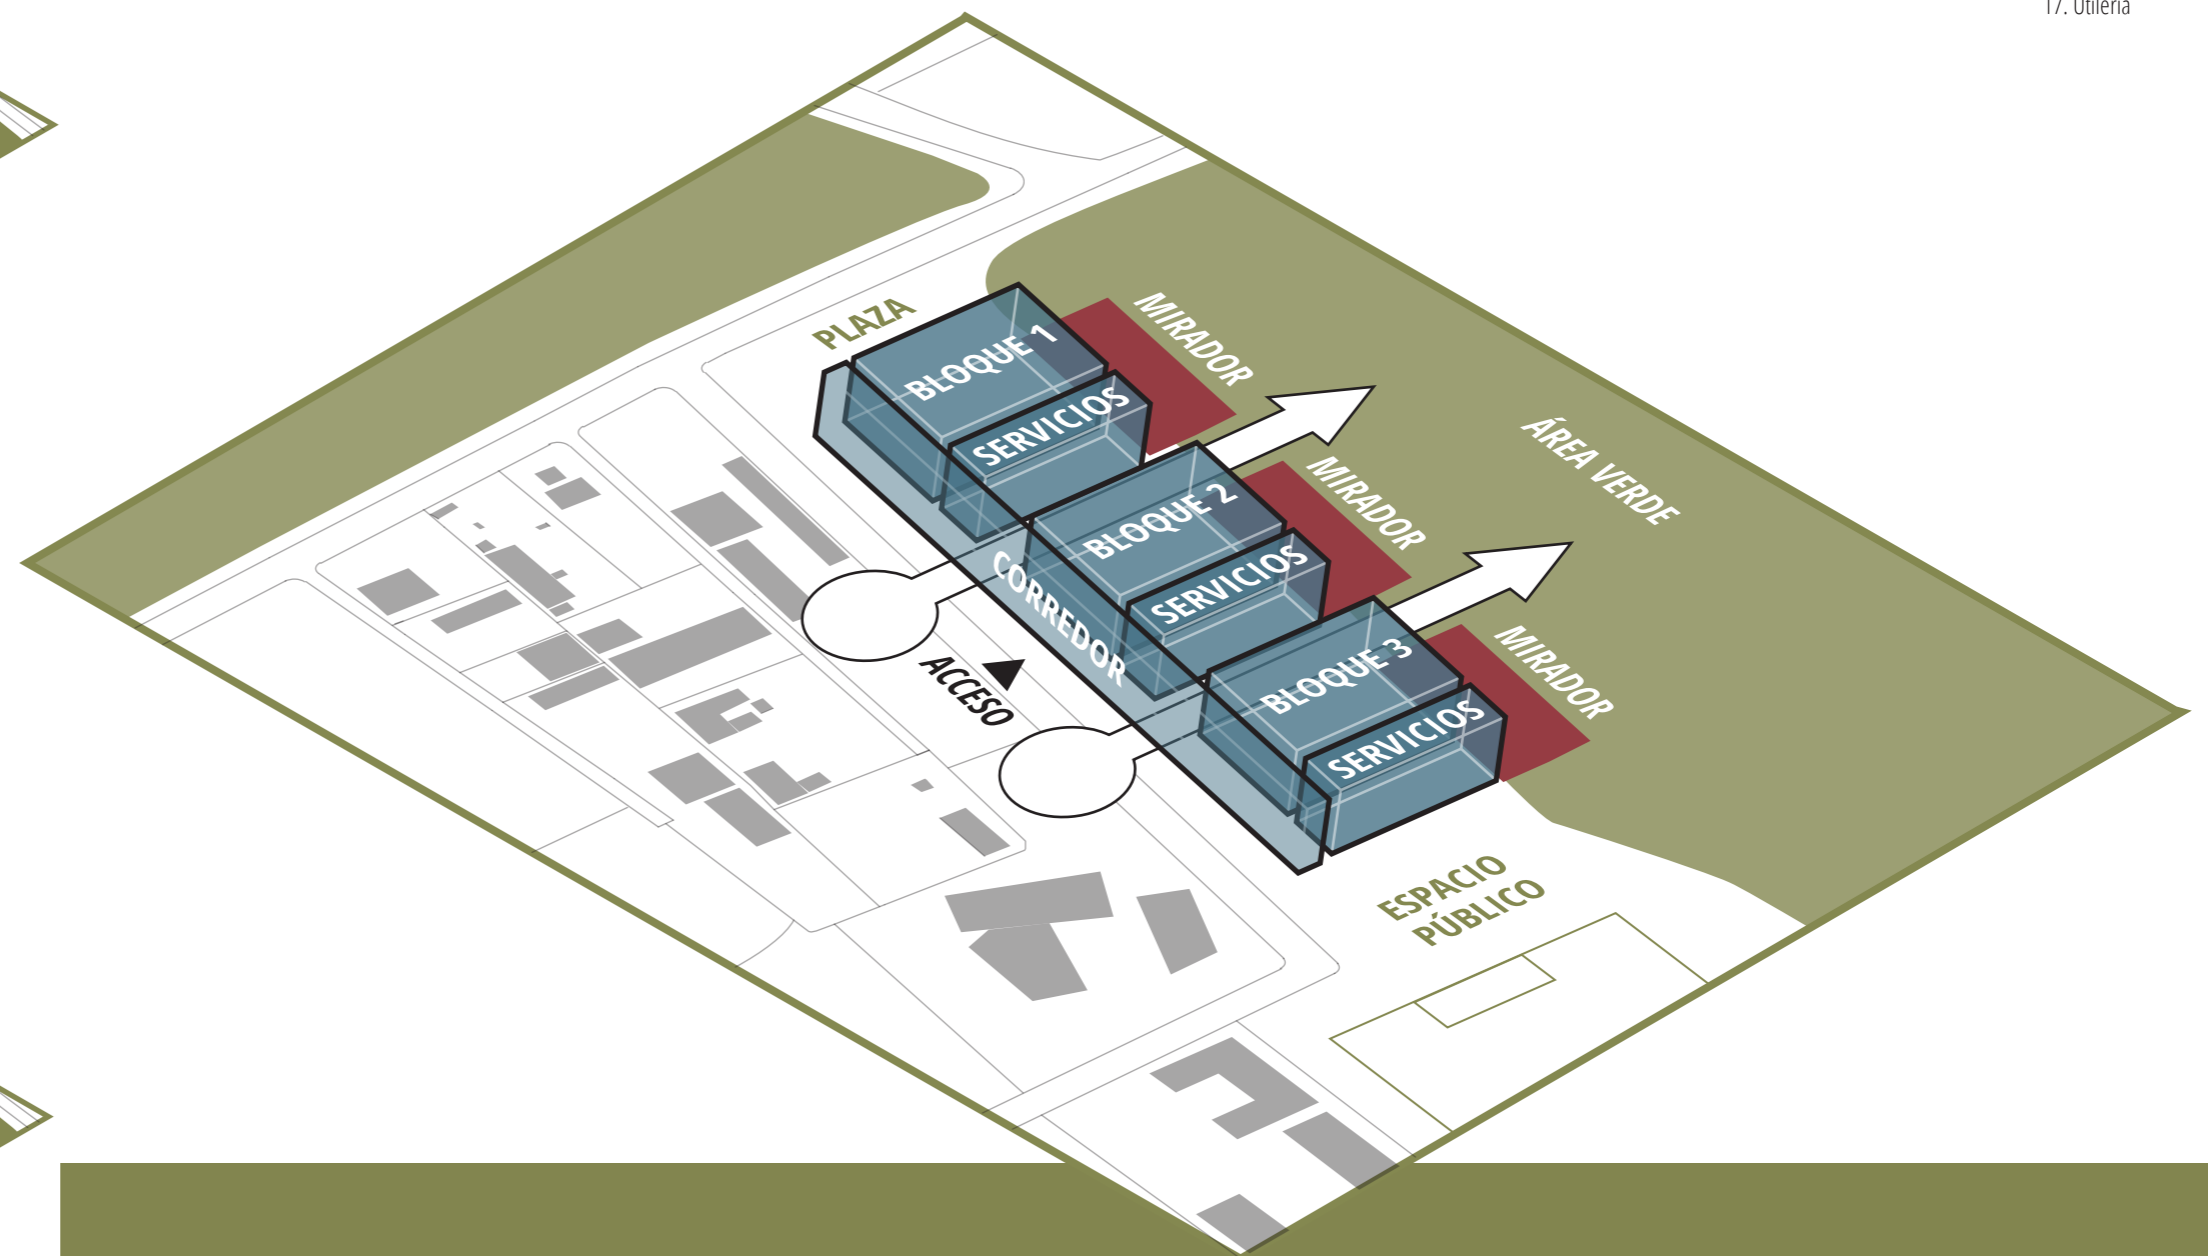 17. Utilería
PLAZA
MIRADOR
BLOQUE 1
SERVICIOS
MIRADOR
ÁREA VERDE
BLOQUE 2
SERVICIOS
CORREDOR
MIRADOR
BLOQUE 3
SERVICIOS
ACCESO
ESPACIO
PÚBLICO